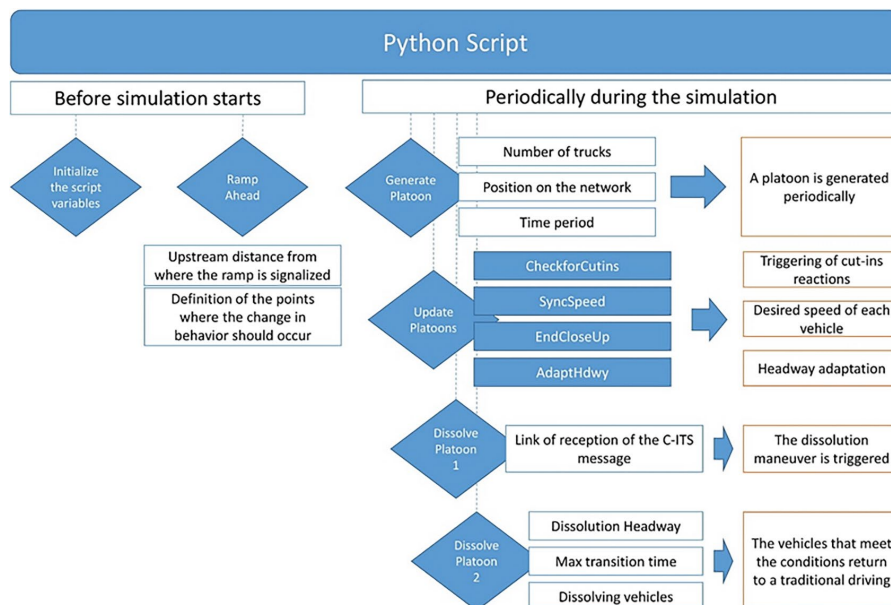 Python Script
Before simulation starts
Periodically during the simulation
Initialize
the script
variables
Ramp
Ahead
Upstream distance from
where the ramp is signalized
Definition of the points
where the change in
behavior should occur
Generate
Platoon
Number of trucks
Position on the network
Time period
A platoon is generated
periodically
Update
Platoons
CheckforCutins
SyncSpeed
EndCloseUp
AdaptHdwy
Triggering of cut-ins
reactions
Desired speed of each
vehicle
Headway adaptation
Dissolve
Platoon
1
Link of reception of the C-ITS
message
The dissolution
maneuver is triggered
Dissolve
Platoon
2
Dissolution Headway
Max transition time
Dissolving vehicles
The vehicles that meet
the conditions return
to a traditional driving